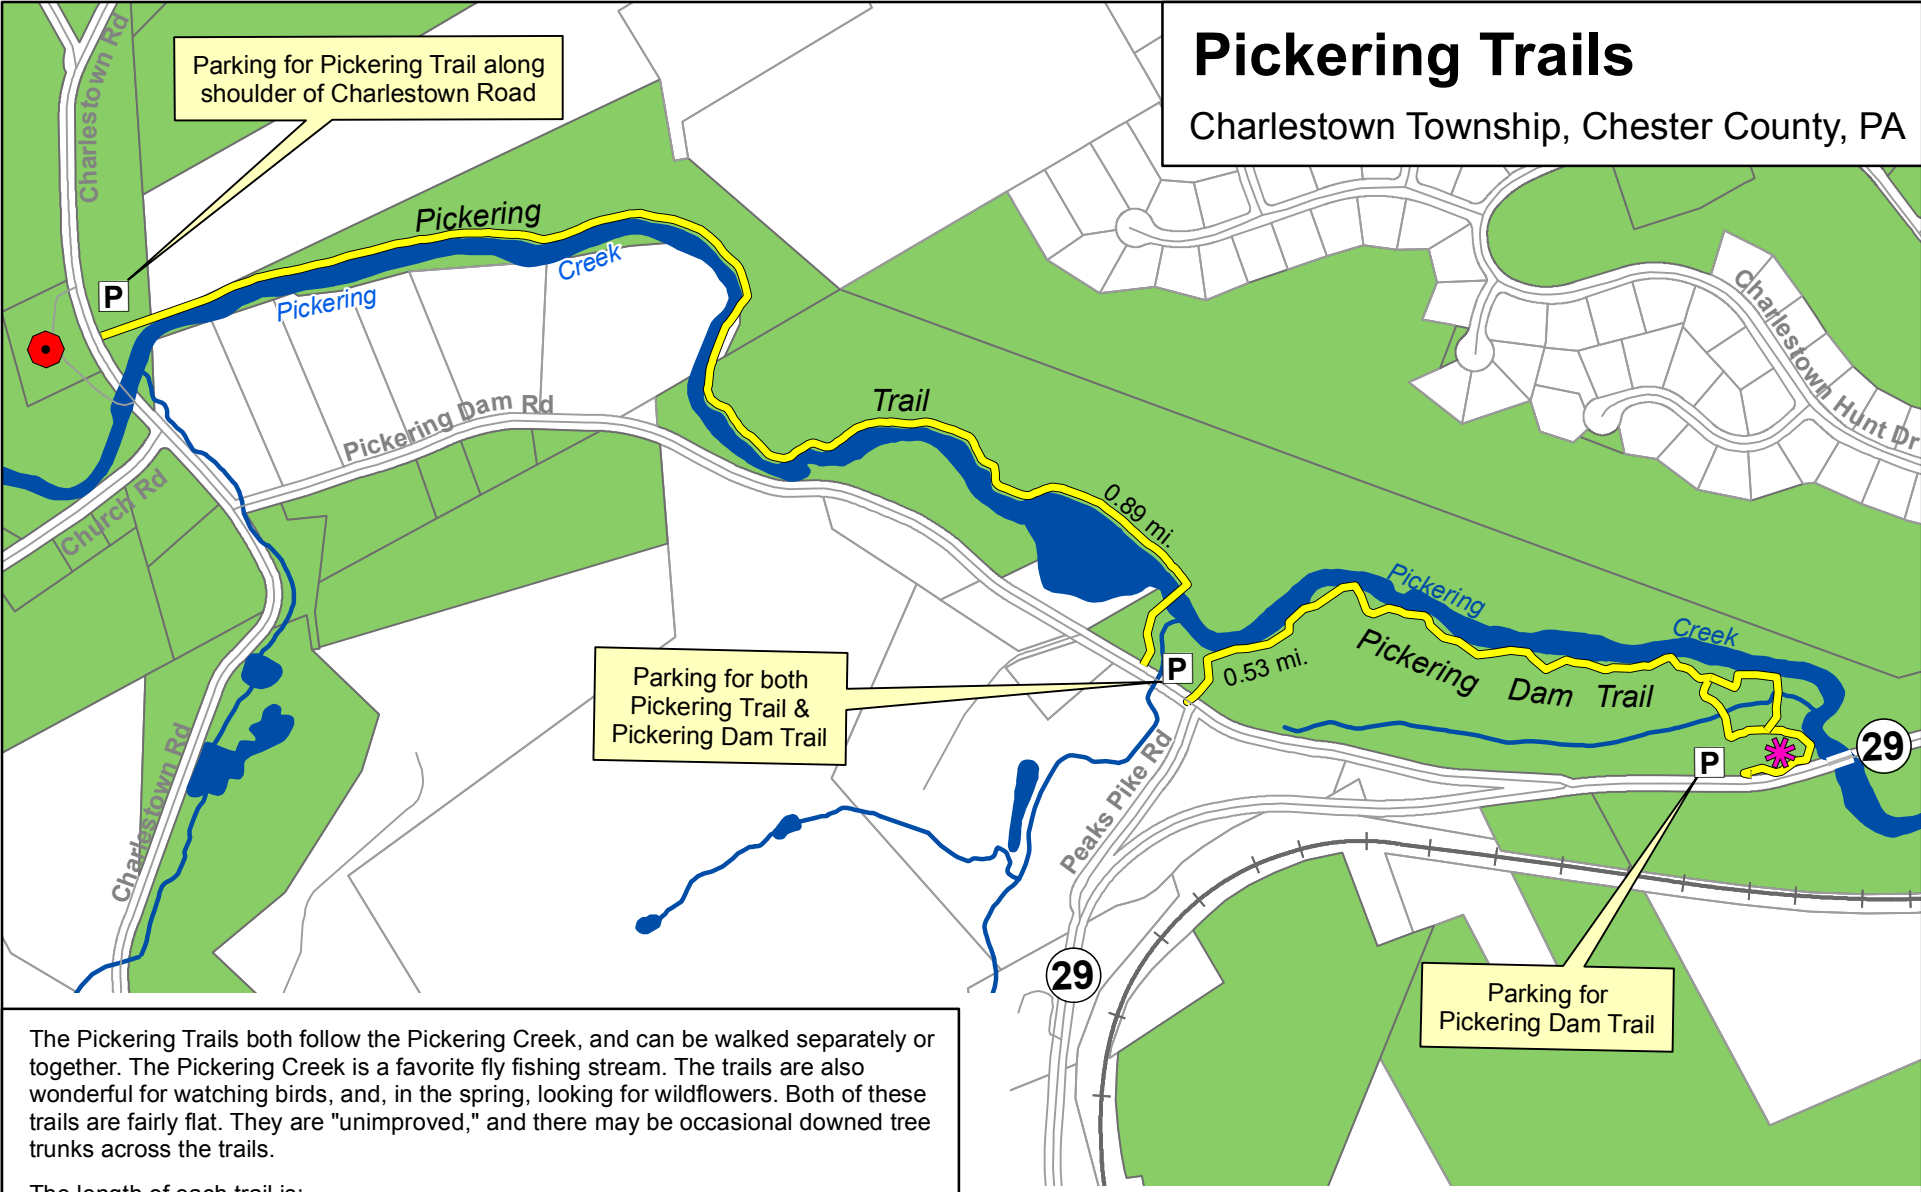 Pickering Trails
Charlestown Township, Chester County, PA
Parking for Pickering Trail along
shoulder of Charlestown Road
Charlestown Rd
P
Pickering
Creek
Pickering
Trail
0.89 mi.
Pickering Dam Rd
Church Rd
Charlestown Rd
Charlestown Hunt Dr
Pickering
Creek
Pickering Dam Trail
0.53 mi.
P
Parking for both
Pickering Trail &
Pickering Dam Trail
Peaks Pike Rd
P
29
29
Parking for
Pickering Dam Trail
The Pickering Trails both follow the Pickering Creek, and can be walked separately or
together. The Pickering Creek is a favorite fly fishing stream. The trails are also
wonderful for watching birds, and, in the spring, looking for wildflowers. Both of these
trails are fairly flat. They are "unimproved," and there may be occasional downed tree
trunks across the trails.
The length of each trail is: